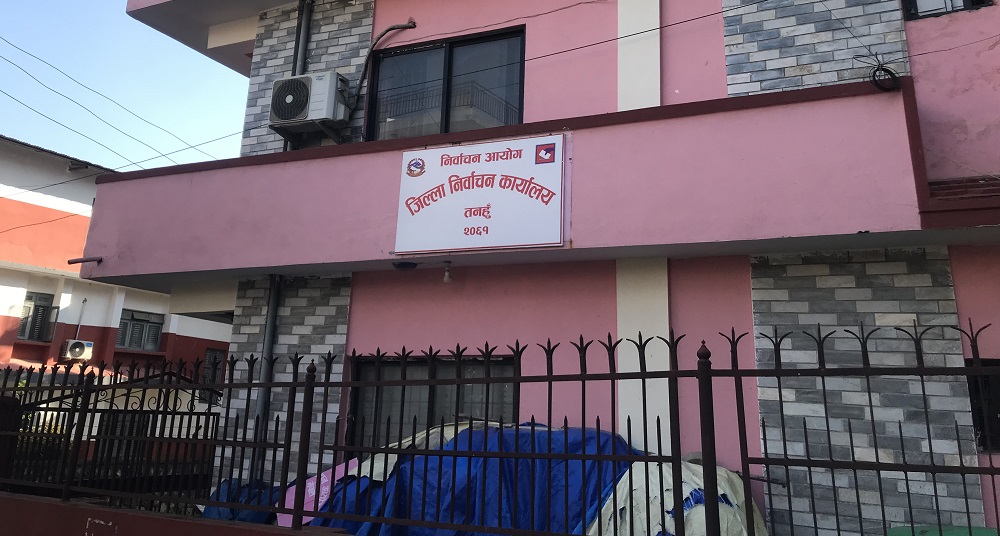 निर्वाचन आयोग
जिल्ला निर्वाचन कार्यालय
तनहुँ
२०६१